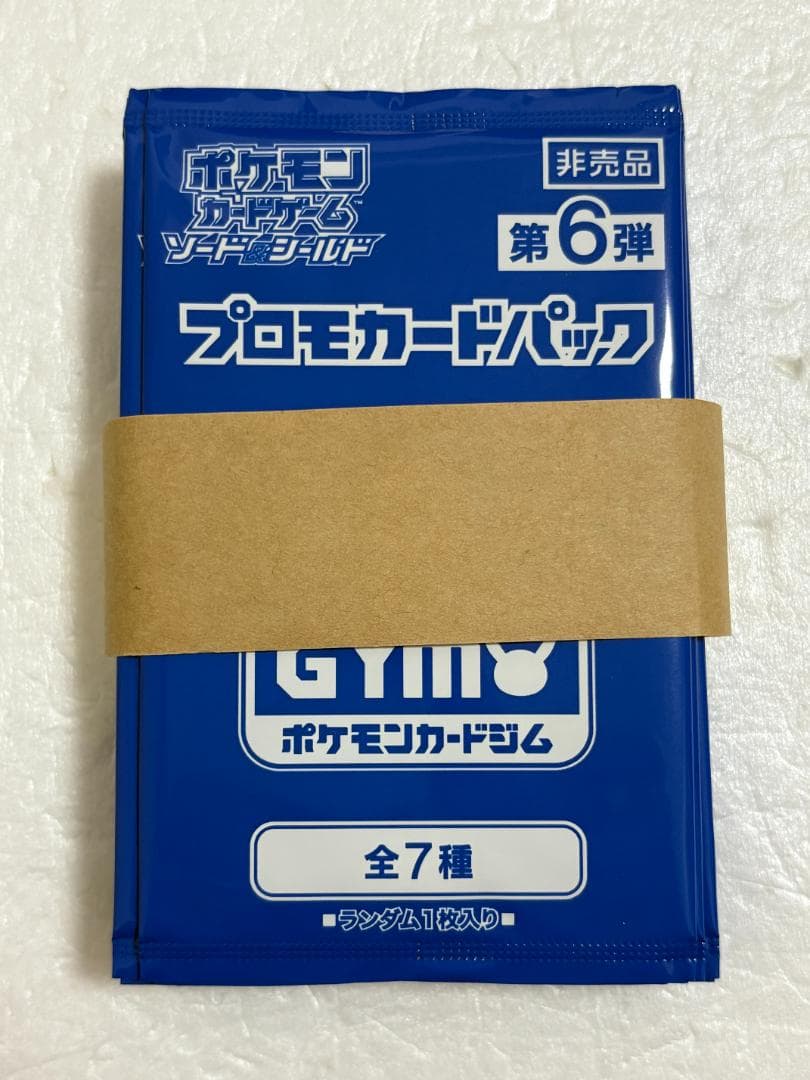 ポケモン
カードゲーム™
ソード&シールド
非売品
第6弾
プロモカードパック
GYM
ポケモンカードジム
全7種
■ランダム1枚入り■